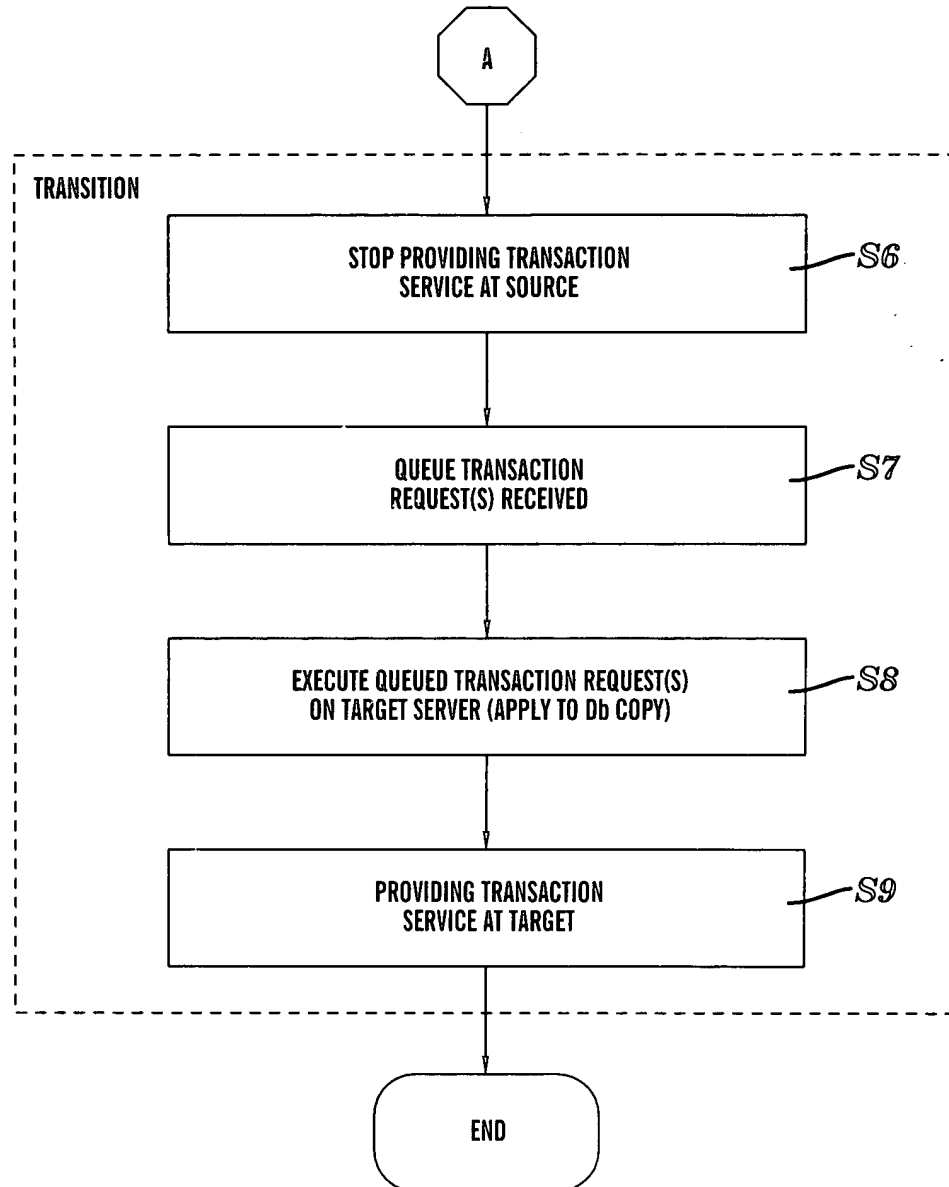 A
TRANSITION
STOP PROVIDING TRANSACTION
SERVICE AT SOURCE
S6
QUEUE TRANSACTION
REQUEST(S) RECEIVED
S7
EXECUTE QUEUED TRANSACTION REQUEST(S)
ON TARGET SERVER (APPLY TO Db COPY)
S8
PROVIDING TRANSACTION
SERVICE AT TARGET
S9
END